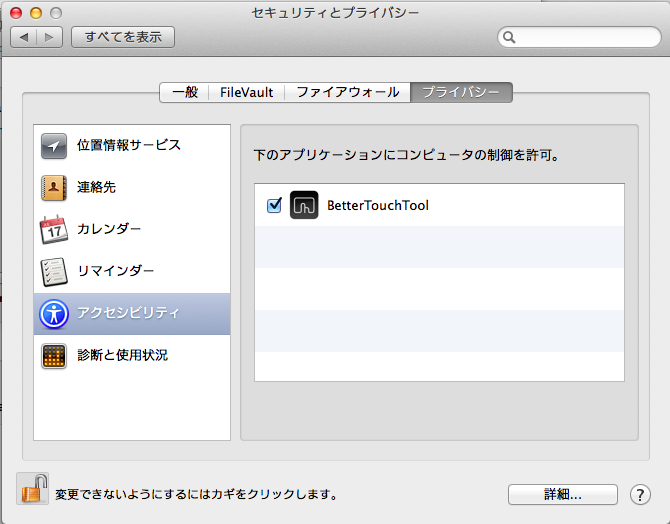 セキュリティとプライバシー
すべてを表示
一般
FileVault
ファイアウォール
プライバシー
位置情報サービス
連絡先
カレンダー
リマインダー
アクセシビリティ
診断と使用状況
下のアプリケーションにコンピュータの制御を許可。
BetterTouchTool
変更できないようにするにはカギをクリックします。
詳細...
?
17